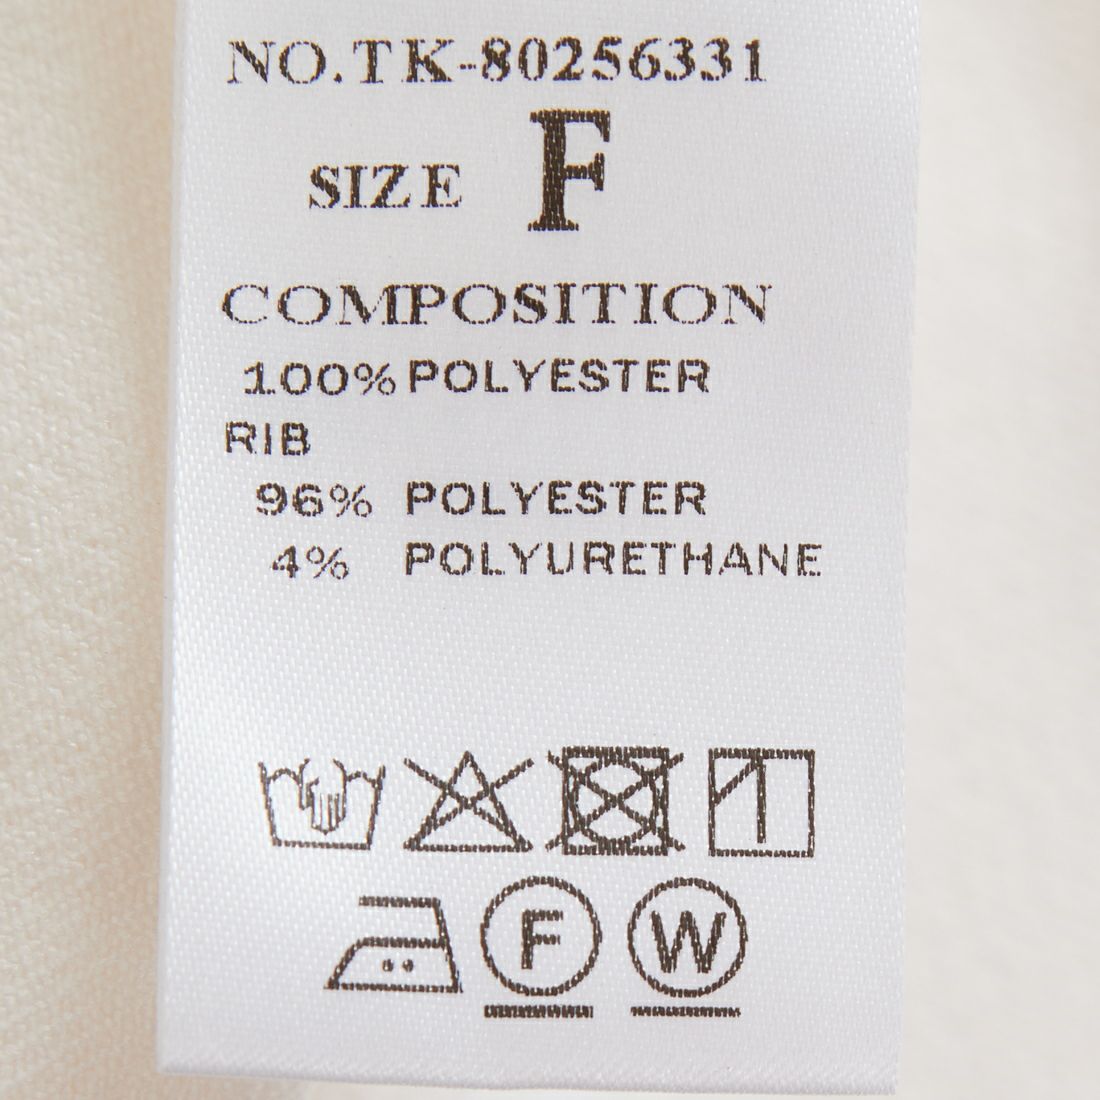 NO.TK-80256331
SIZE F
COMPOSITION
100% POLYESTER
RIB
96% POLYESTER
4% POLYURETHANE
F W